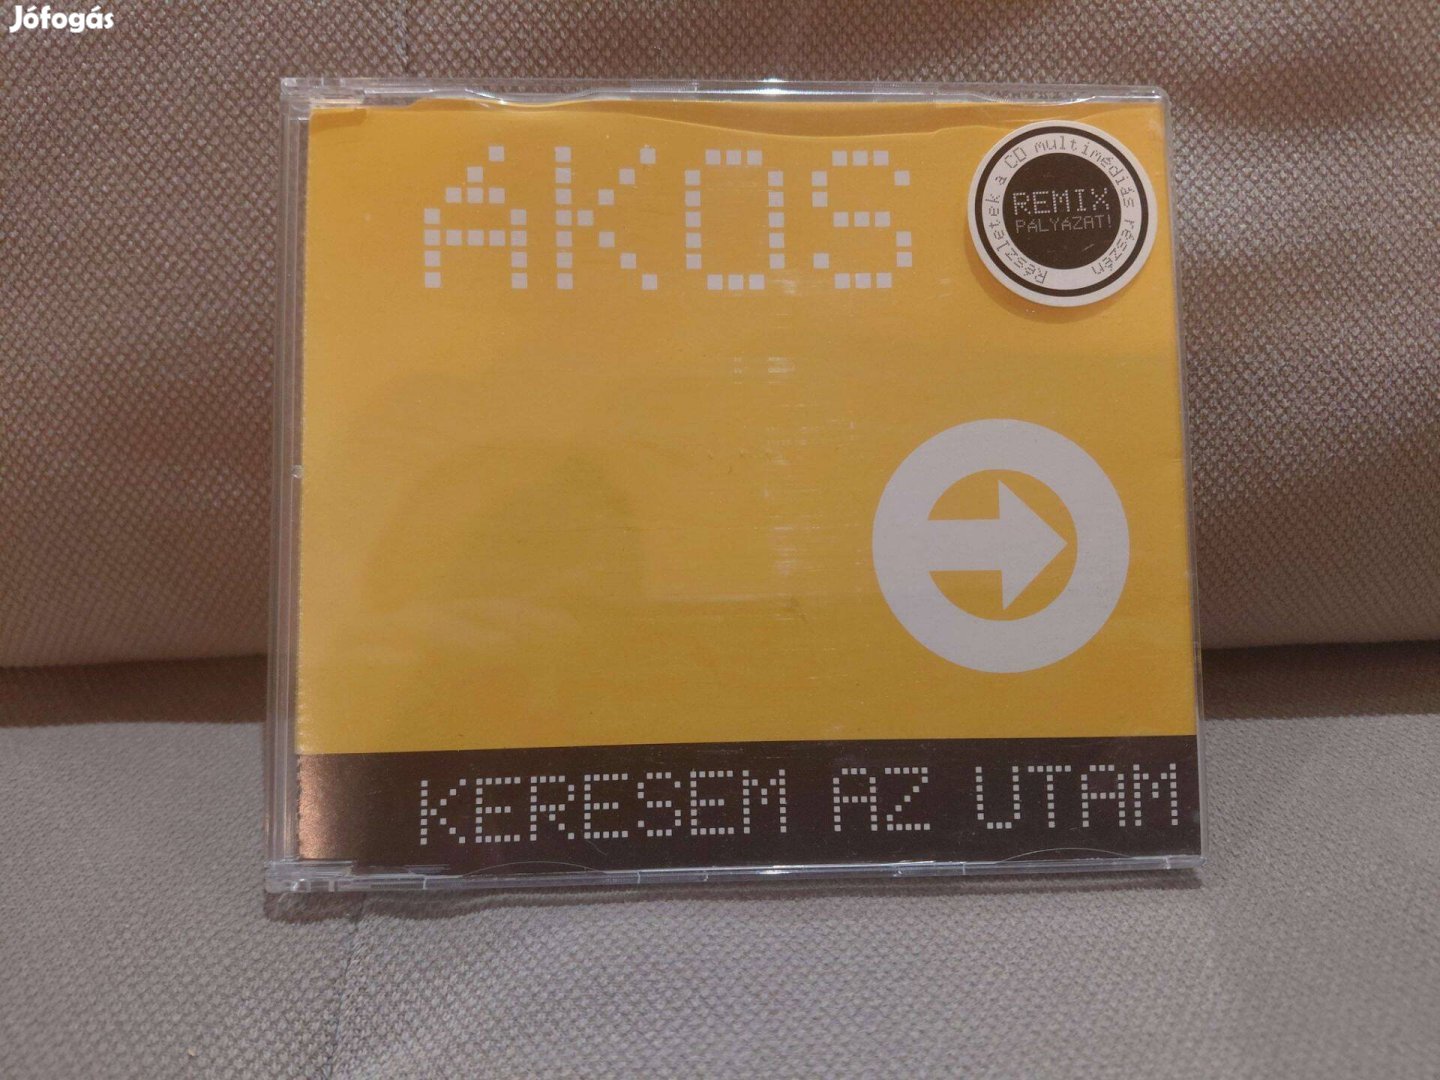 Jófogás
ÁKOS
Részletek a CD multimédiás részén
REMIX
PÁLYÁZAT!
KERESEM AZ UTAM